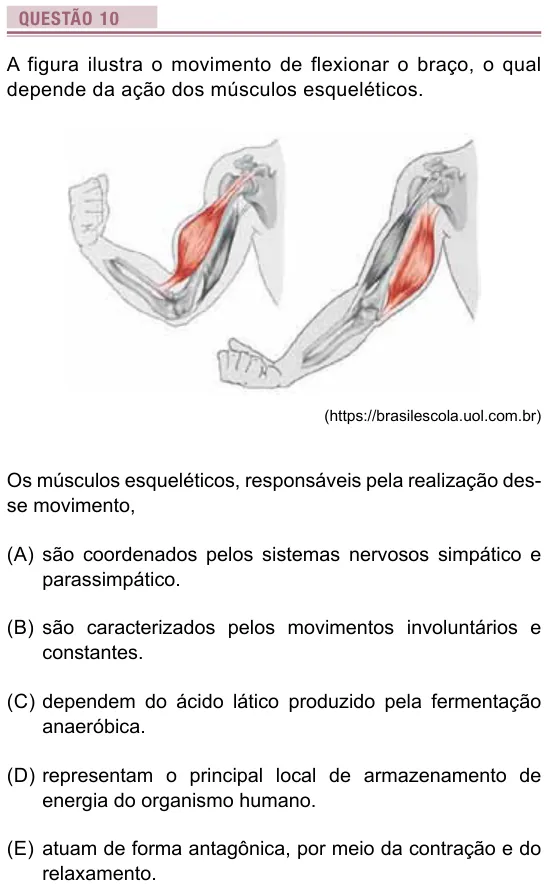 QUESTÃO 10
A figura ilustra o movimento de flexionar o braço, o qual
depende da ação dos músculos esqueléticos.
(https://brasilescola.uol.com.br)
Os músculos esqueléticos, responsáveis pela realização des-
se movimento,
(A) são coordenados pelos sistemas nervosos simpático e
parassimpático.
(B) são caracterizados pelos movimentos involuntários e
constantes.
(C) dependem do ácido lático produzido pela fermentação
anaeróbica.
(D) representam o principal local de armazenamento de
energia do organismo humano.
(E) atuam de forma antagônica, por meio da contração e do
relaxamento.